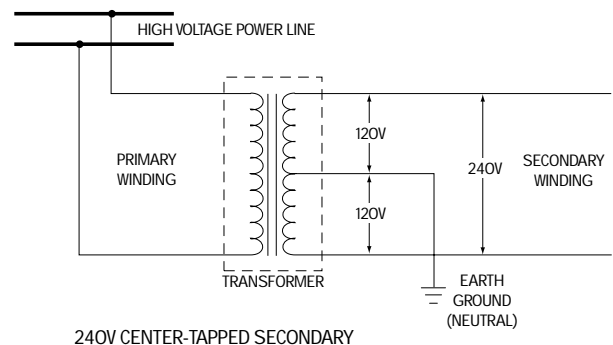 HIGH VOLTAGE POWER LINE
PRIMARY
WINDING
120V
120V
240V
SECONDARY
WINDING
TRANSFORMER
EARTH
GROUND
(NEUTRAL)
240V CENTER-TAPPED SECONDARY